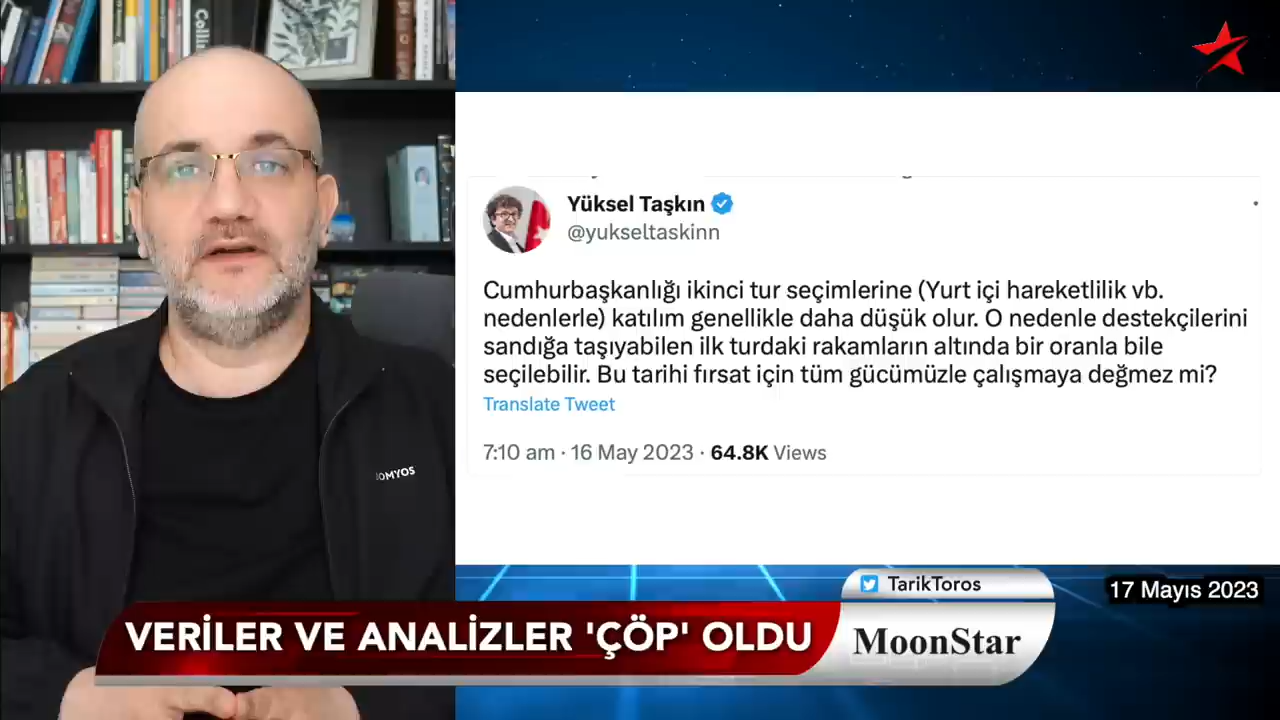 Collin
Yüksel Taşkın
@yukseltaskinn
Cumhurbaşkanlığı ikinci tur seçimlerine (Yurt içi hareketlilik vb.
nedenlerle) katılım genellikle daha düşük olur. O nedenle destekçilerini
sandığa taşıyabilen ilk turdaki rakamların altında bir oranla bile
seçilebilir. Bu tarihi fırsat için tüm gücümüzle çalışmaya değmez mi?
Translate Tweet
7:10 am · 16 May 2023 · 64.8K Views
OMYOS
TarikToros
17 Mayıs 2023
VERİLER VE ANALİZLER 'ÇÖP' OLDU
MoonStar